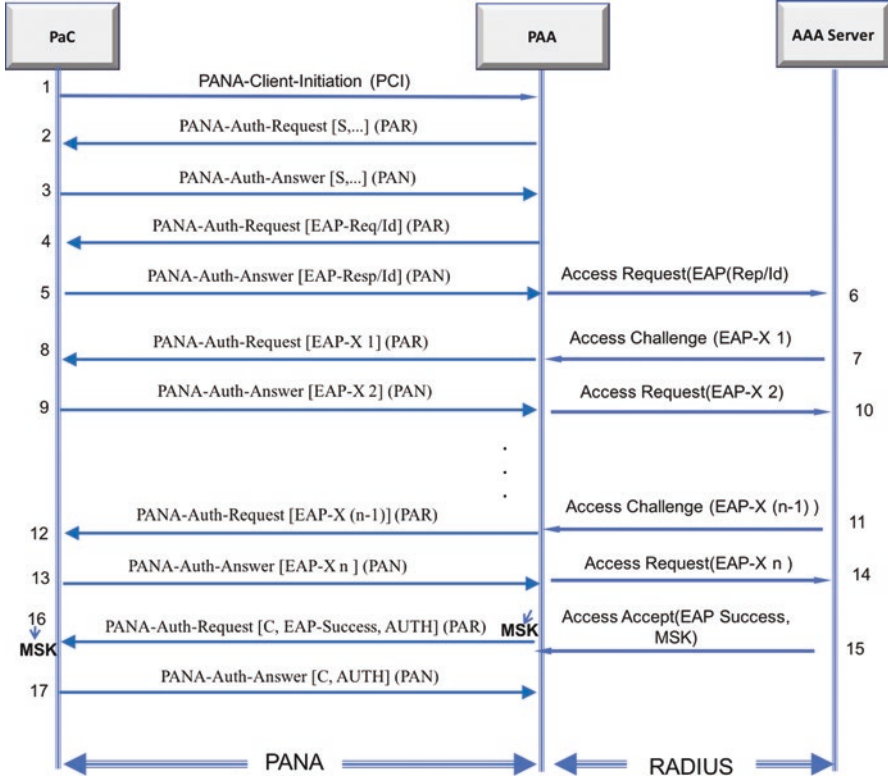 PaC
PAA
AAA Server
1
PANA-Client-Initiation (PCI)
2
PANA-Auth-Request [S,...] (PAR)
3
PANA-Auth-Answer [S,...] (PAN)
4
PANA-Auth-Request [EAP-Req/Id] (PAR)
5
PANA-Auth-Answer [EAP-Resp/Id] (PAN)
Access Request(EAP(Rep/Id)
6
8
PANA-Auth-Request [EAP-X 1] (PAR)
Access Challenge (EAP-X 1)
7
9
PANA-Auth-Answer [EAP-X 2] (PAN)
Access Request(EAP-X 2)
10
.
.
.
12
PANA-Auth-Request [EAP-X (n-1)] (PAR)
Access Challenge (EAP-X (n-1) )
11
13
PANA-Auth-Answer [EAP-X n ] (PAN)
Access Request(EAP-X n )
14
16
MSK
PANA-Auth-Request [C, EAP-Success, AUTH] (PAR)
MSK
Access Accept(EAP Success,
MSK)
15
17
PANA-Auth-Answer [C, AUTH] (PAN)
PANA
RADIUS